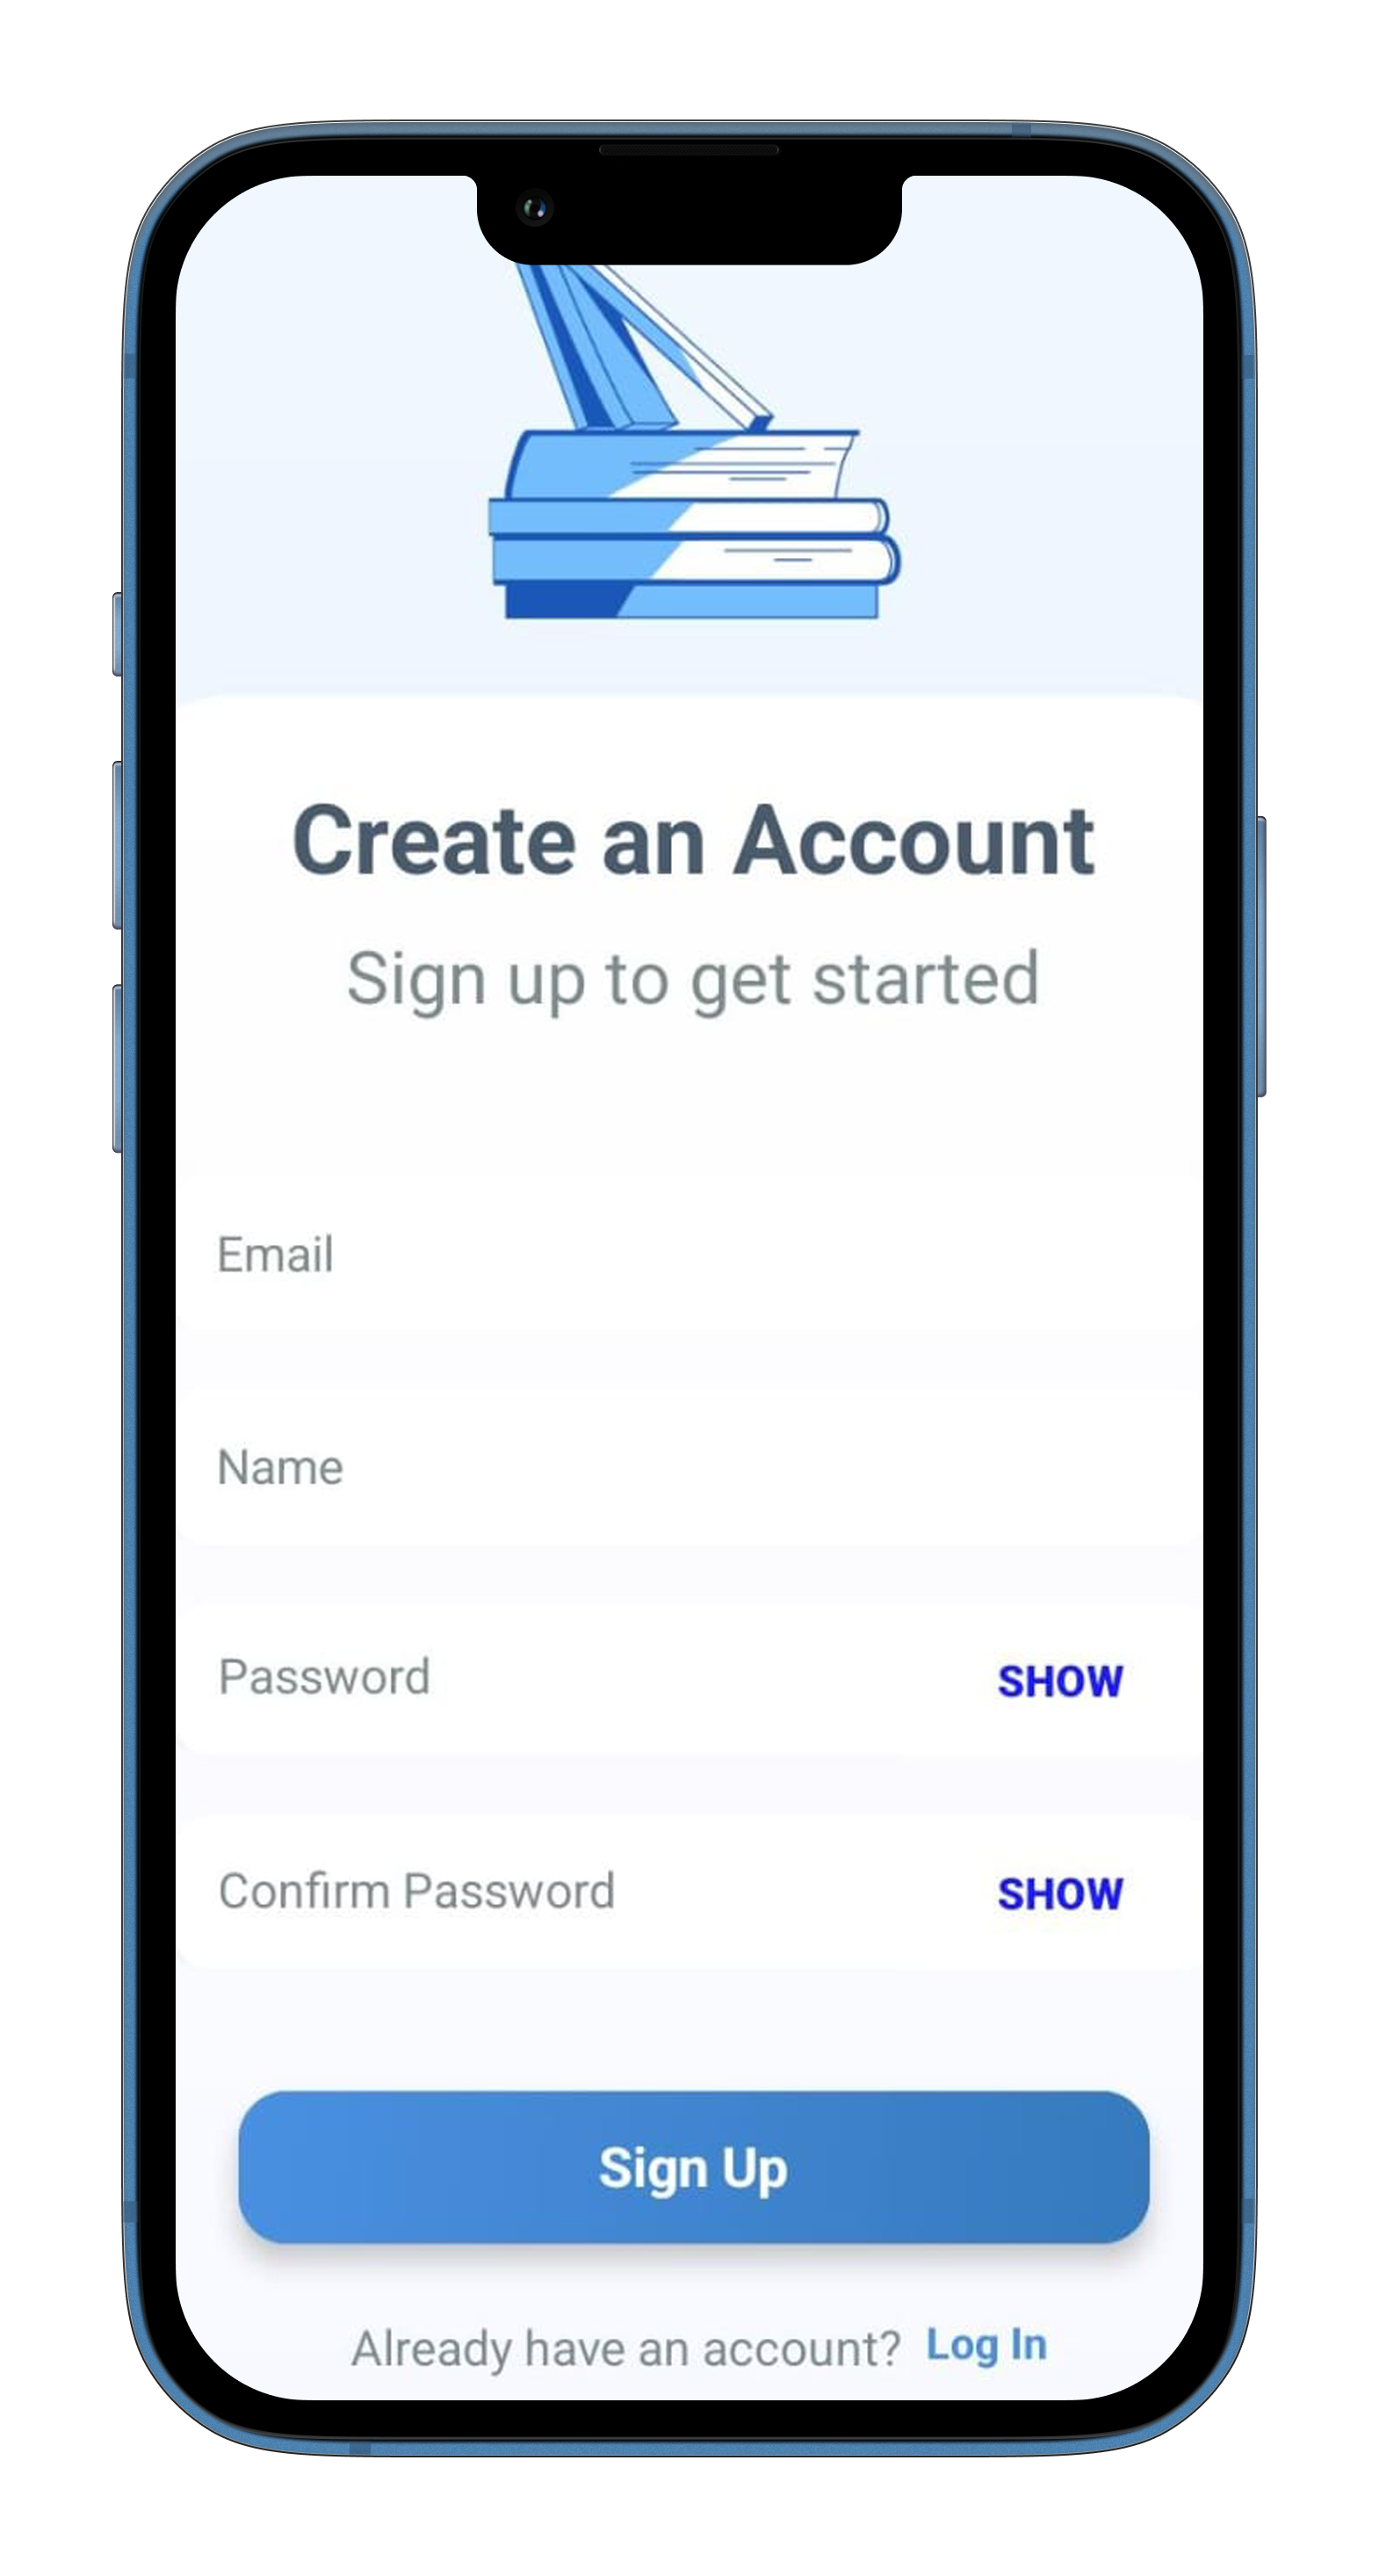 Create an Account
Sign up to get started
Email
Name
Password SHOW
Confirm Password SHOW
Sign Up
Already have an account? Log In